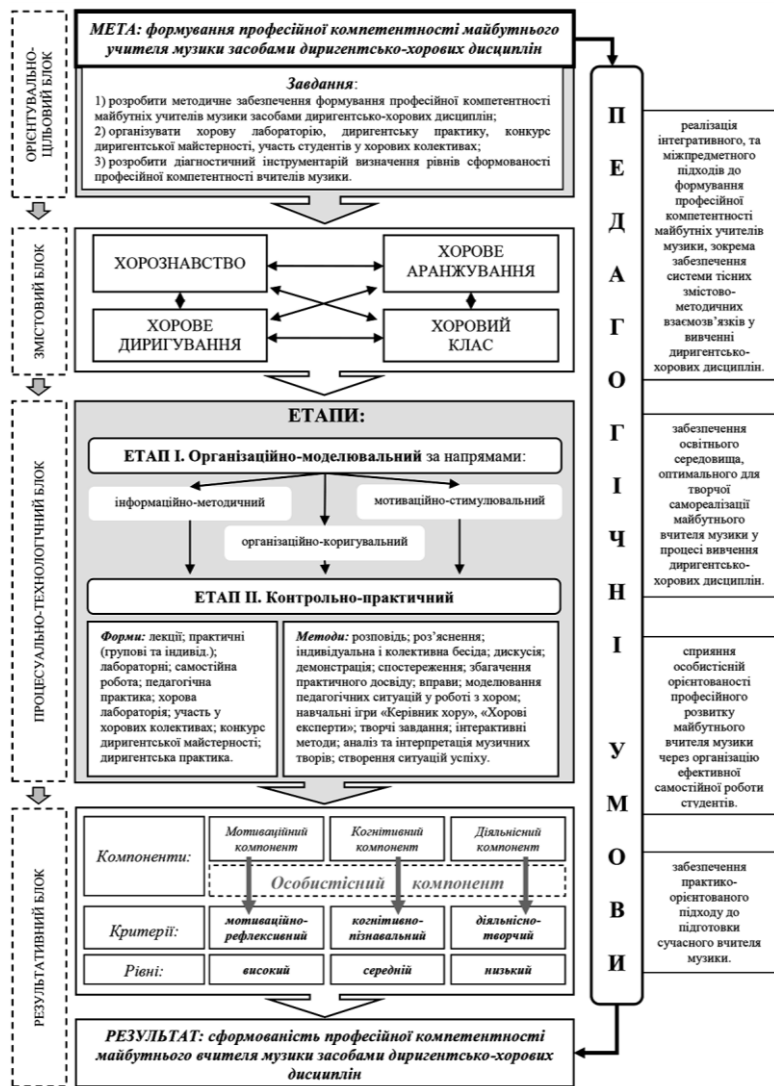 МЕТА: формування професійної компетентності майбутнього
учителя музики засобами диригентсько-хорових дисциплін
ОРІЄНТУВАЛЬНО-
ЦІЛЬОВИЙ БЛОК
Завдання:
1) розробити методичне забезпечення формування професійної компетентності
майбутніх учителів музики засобами диригентсько-хорових дисциплін;
2) організувати хорову лабораторію, диригентську практику, конкурс
диригентської майстерності, участь студентів у хорових колективах;
3) розробити діагностичний інструментарій визначення рівнів сформованості
професійної компетентності вчителів музики.
ЗМІСТОВИЙ БЛОК
ХОРОЗНАВСТВО
ХОРОВЕ
АРАНЖУВАННЯ
ХОРОВЕ
ДИРИГУВАННЯ
ХОРОВИЙ
КЛАС
ПРОЦЕСУАЛЬНО-ТЕХНОЛОГІЧНИЙ БЛОК
ЕТАПИ:
ЕТАП І. Організаційно-моделювальний за напрямами:
інформаційно-методичний
мотиваційно-стимулювальний
організаційно-коригувальний
ЕТАП ІІ. Контрольно-практичний
Форми: лекції; практичні
(групові та індивід.);
лабораторні; самостійна
робота; педагогічна
практика; хорова
лабораторія; участь у
хорових колективах; конкурс
диригентської майстерності;
диригентська практика.
Методи: розповідь; роз’яснення;
індивідуальна і колективна бесіда; дискусія;
демонстрація; спостереження; збагачення
практичного досвіду; вправи; моделювання
педагогічних ситуацій у роботі з хором;
навчальні ігри «Керівник хору», «Хорові
експерти»; творчі завдання; інтерактивні
методи; аналіз та інтерпретація музичних
творів; створення ситуацій успіху.
РЕЗУЛЬТАТИВНИЙ БЛОК
Компоненти:
Мотиваційний
компонент
Когнітивний
компонент
Діяльнісний
компонент
Особистісний компонент
Критерії:
мотиваційно-
рефлексивний
когнітивно-
пізнавальний
діяльнісно-
творчий
Рівні:
високий
середній
низький
РЕЗУЛЬТАТ: сформованість професійної компетентності
майбутнього вчителя музики засобами диригентсько-хорових
дисциплін
ПЕДАГОГІЧНІ УМОВИ
реалізація
інтегративного, та
міжпредметного
підходів до
формування
професійної
компетентності
майбутніх учителів
музики, зокрема
забезпечення
системи тісних
змістово-
методичних
взаємозв’язків у
вивченні
диригентсько-
хорових дисциплін.
забезпечення
освітнього
середовища,
оптимального для
творчої
самореалізації
майбутнього
вчителя музики у
процесі вивчення
диригентсько-
хорових дисциплін.
сприяння
особистісній
орієнтованості
професійного
розвитку
майбутнього
вчителя музики
через організацію
ефективної
самостійної роботи
студентів.
забезпечення
практико-
орієнтованого
підходу до
підготовки
сучасного вчителя
музики.